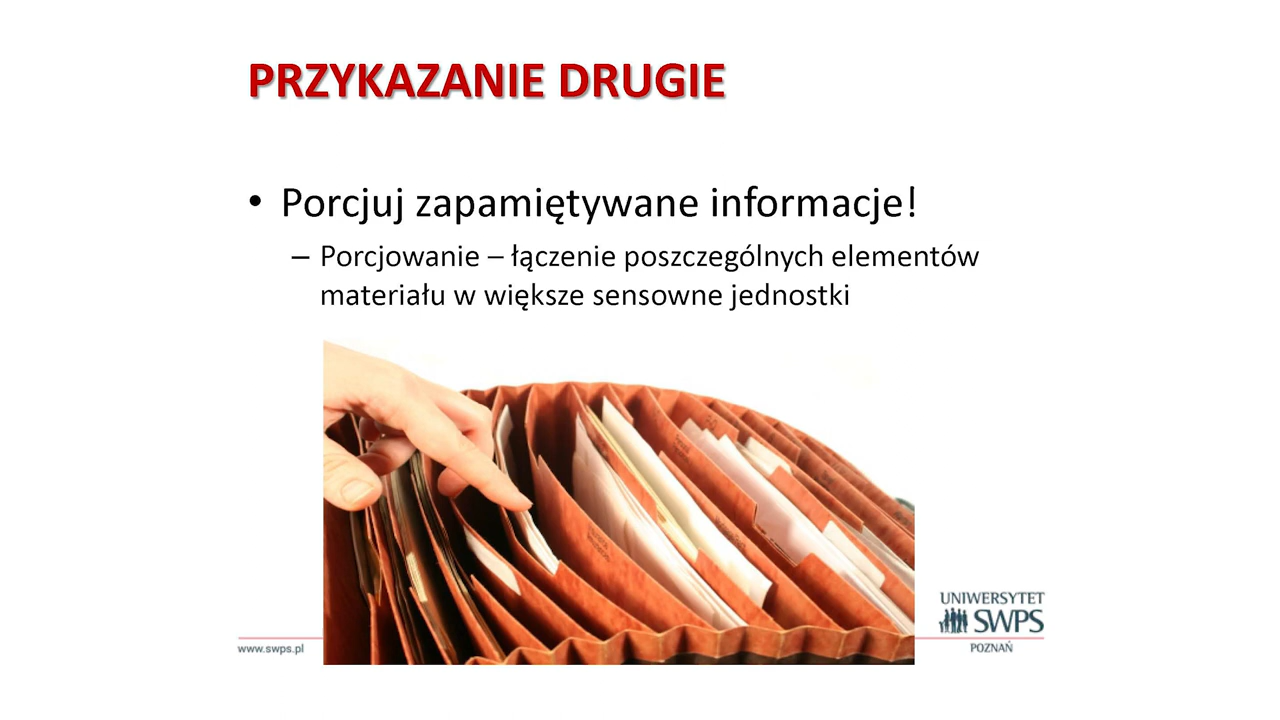 PRZYKAZANIE DRUGIE
• Porcjuj zapamiętywane informacje!
– Porcjowanie – łączenie poszczególnych elementów
materiału w większe sensowne jednostki
UNIWERSYTET
SWPS
POZNAŃ
www.swps.pl